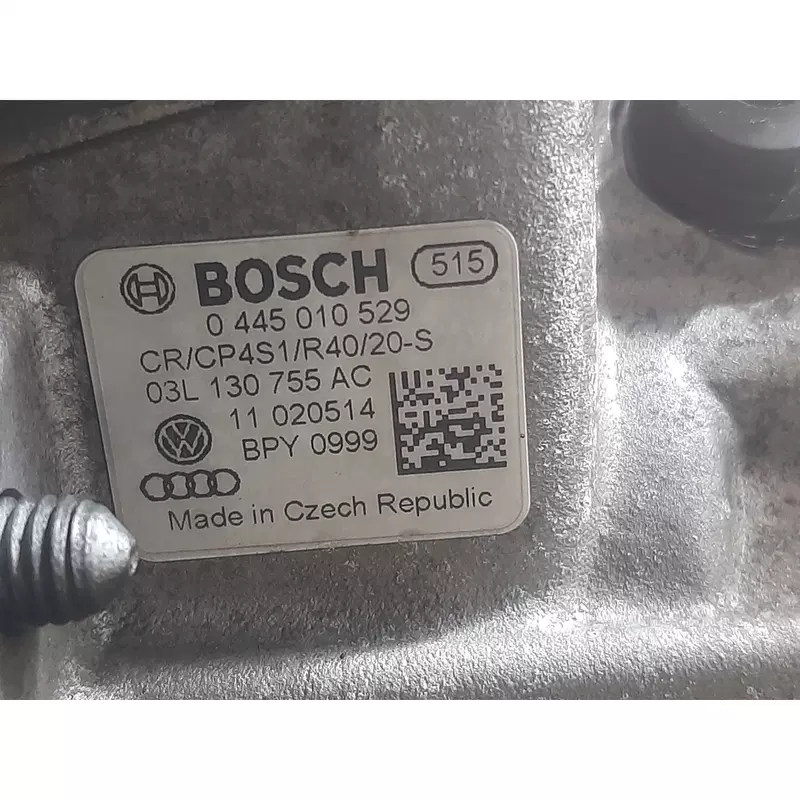 BOSCH 515
0 445 010 529
CR/CP4S1/R40/20-S
03L 130 755 AC
11 020514
BPY 0999
Made in Czech Republic